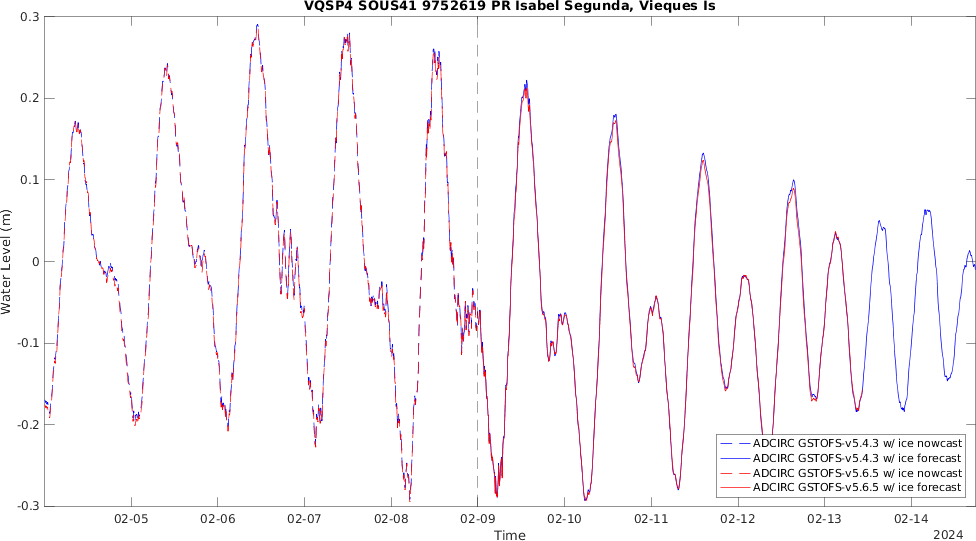 VQSP4 SOUS41 9752619 PR Isabel Segunda, Vieques Is
0.3
0.2
0.1
0
-0.1
-0.2
-0.3
Water Level (m)
ADCIRC GSTOFS-v5.4.3 w/ ice nowcast
ADCIRC GSTOFS-v5.4.3 w/ ice forecast
ADCIRC GSTOFS-v5.6.5 w/ ice nowcast
ADCIRC GSTOFS-v5.6.5 w/ ice forecast
02-05 02-06 02-07 02-08 02-09 02-10 02-11 02-12 02-13 02-14
Time
2024